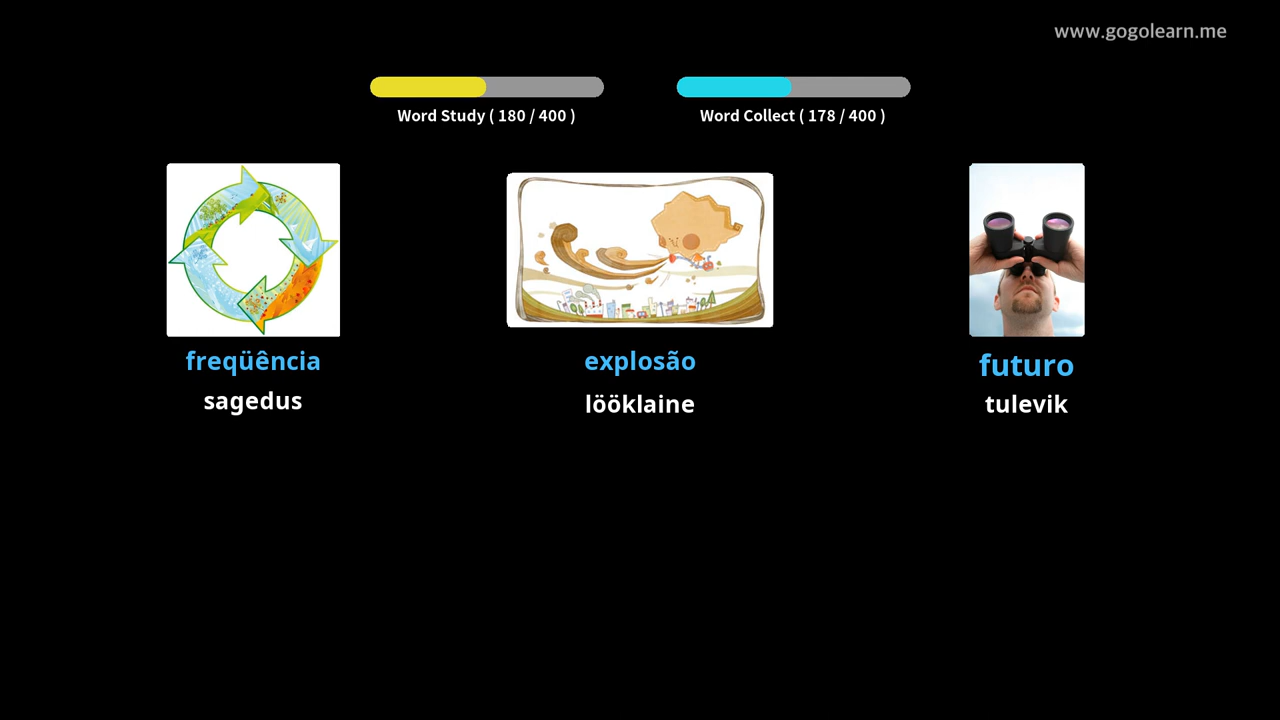 www.gogolearn.me
Word Study ( 180 / 400 )
Word Collect ( 178 / 400 )
freqüência
explosão
futuro
sagedus
lööklaine
tulevik